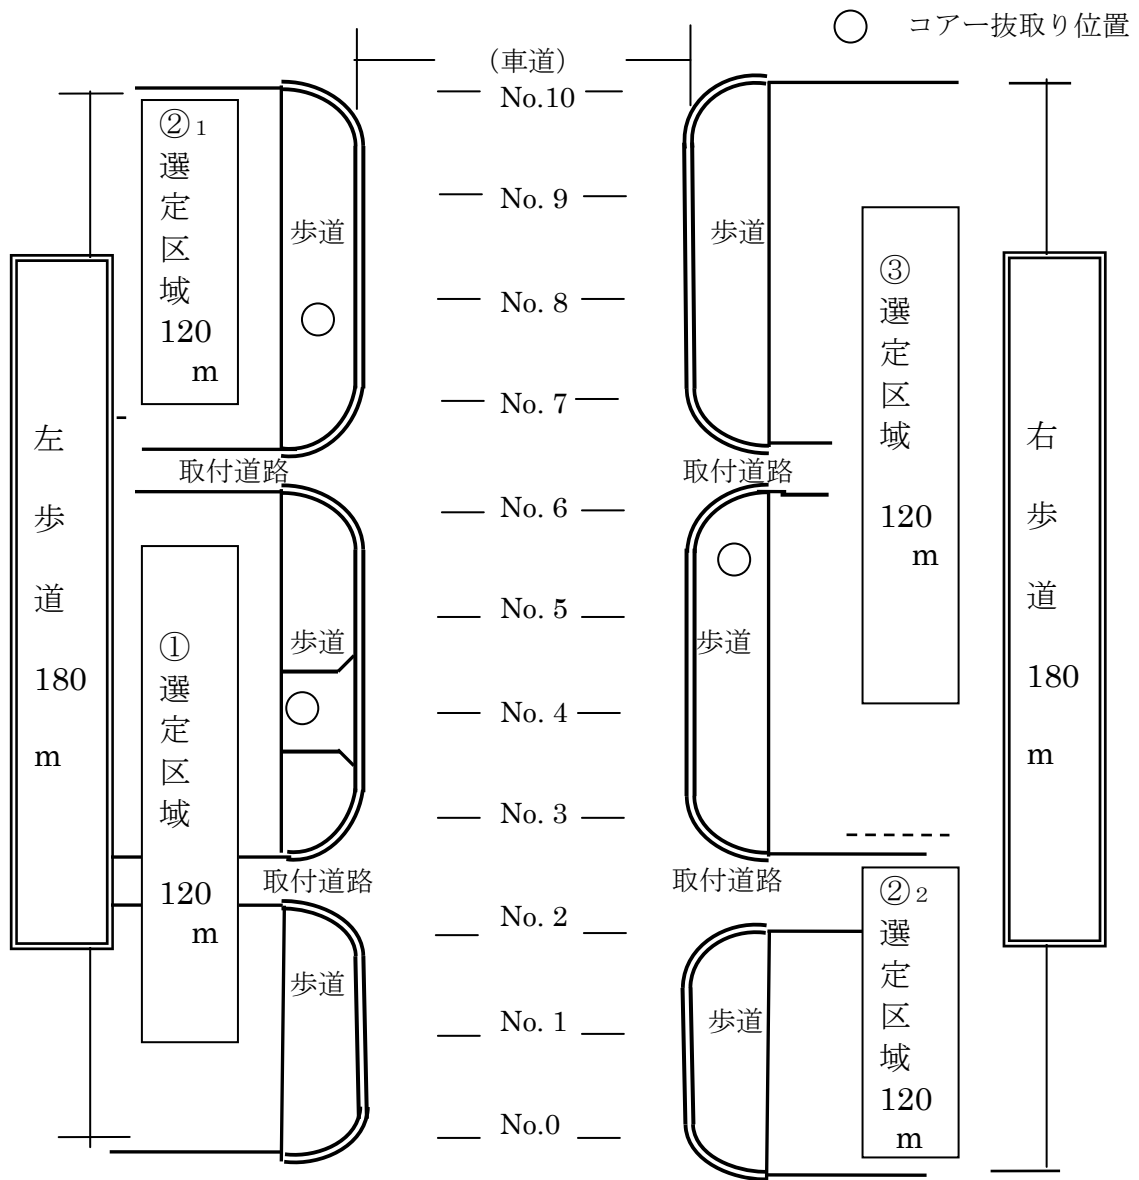 コアー抜取り位置
（車道）
No.10
No. 9
No. 8
No. 7
No. 6
No. 5
No. 4
No. 3
No. 2
No. 1
No.0
左歩道 180 m
②1選定区域 120 m
歩道
取付道路
①選定区域 120 m
歩道
取付道路
歩道
歩道
取付道路
歩道
取付道路
歩道
③選定区域 120 m
②2選定区域 120 m
右歩道 180 m